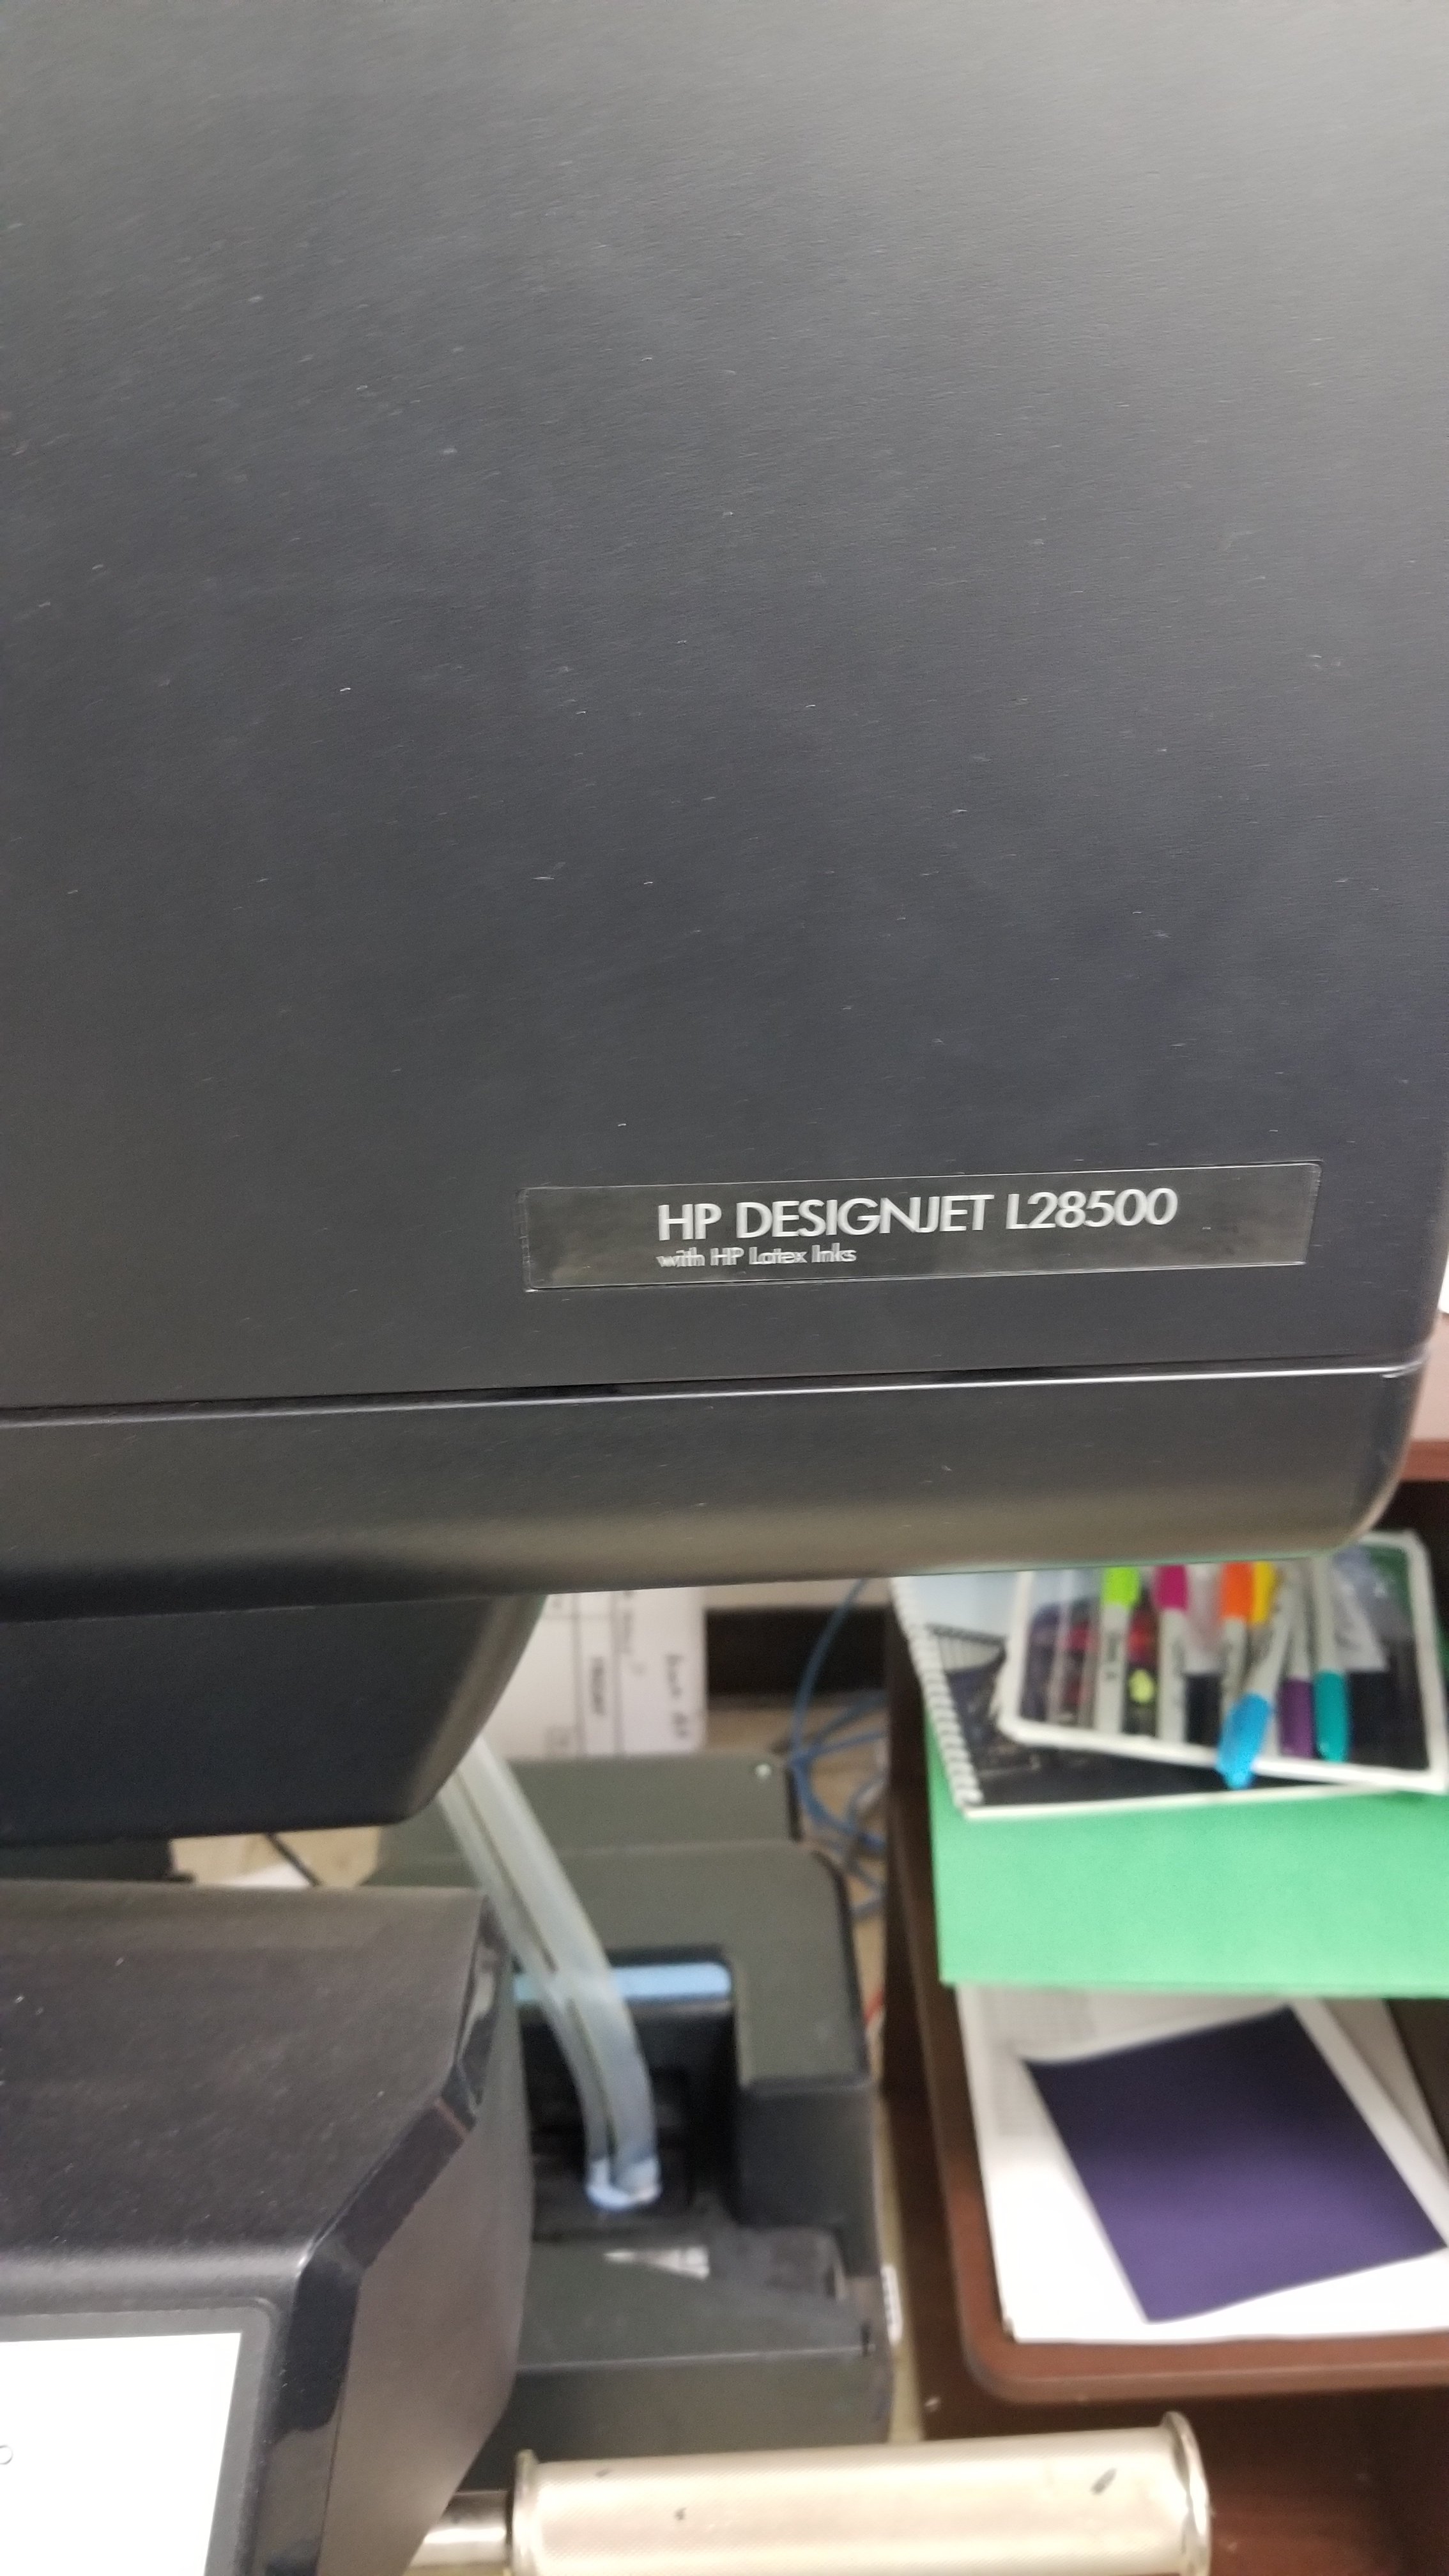 HP DESIGNJET L28500
with HP Latex Inks